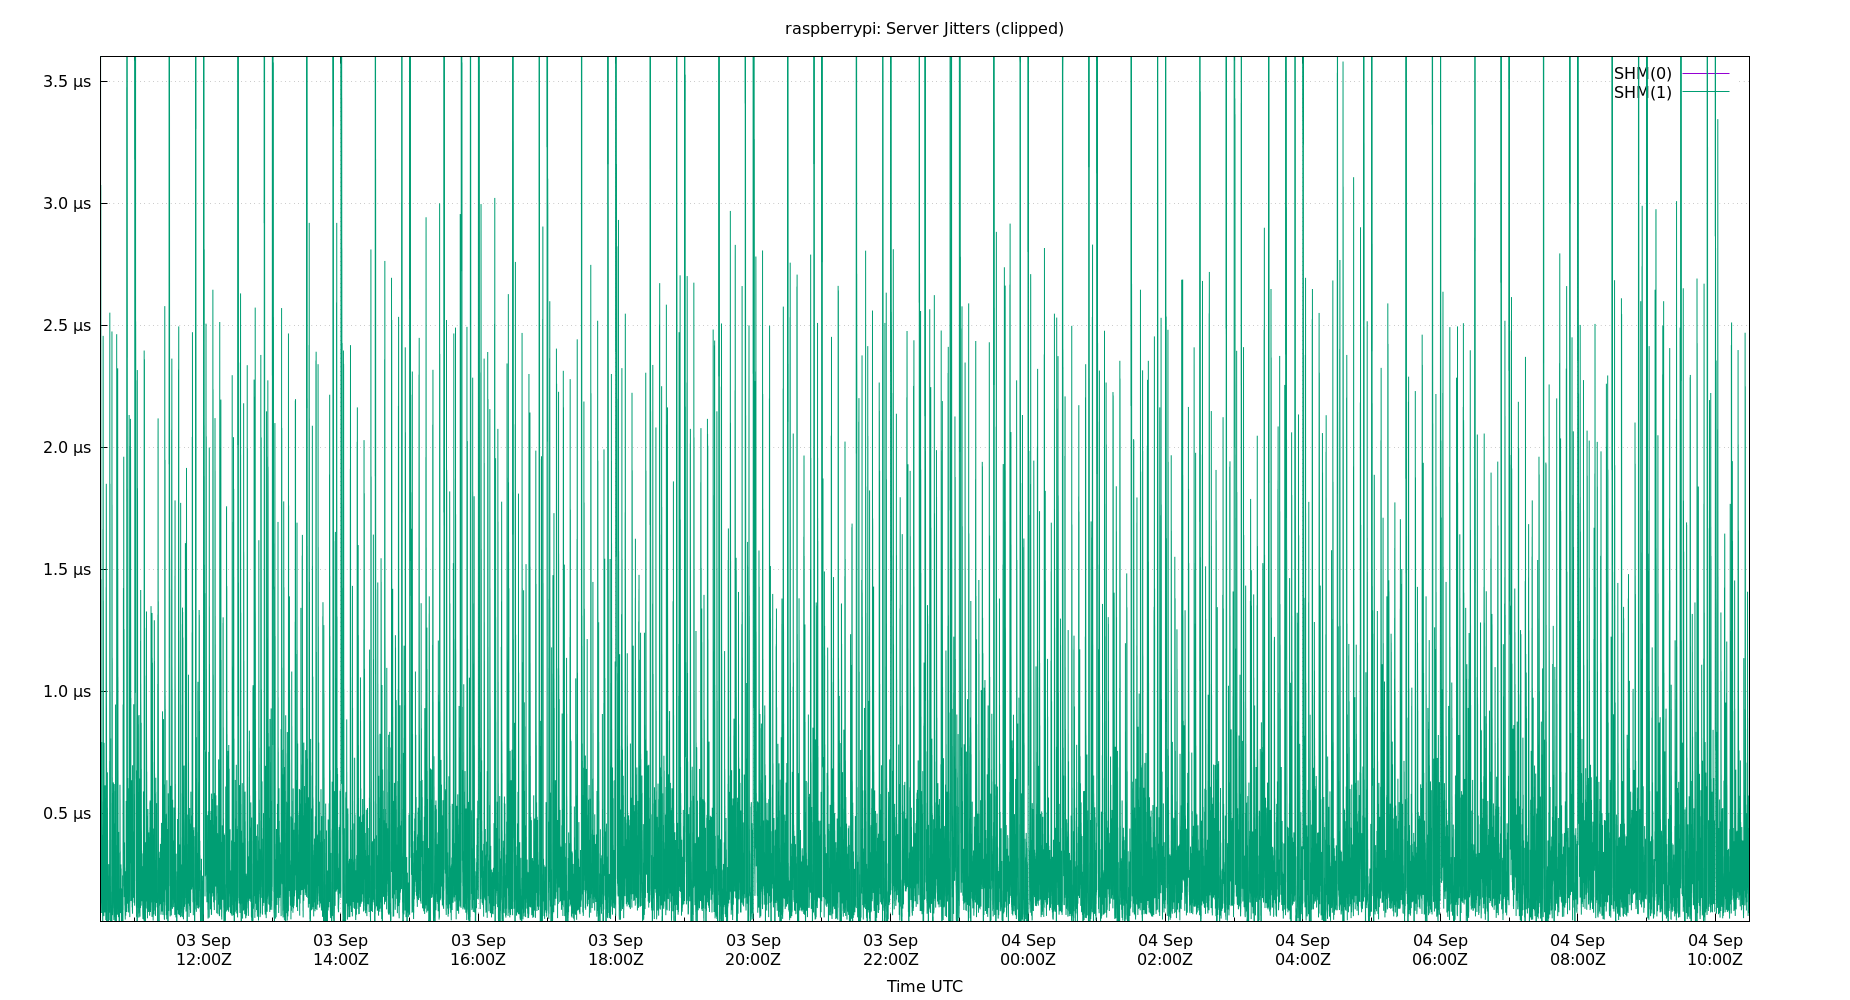 raspberrypi: Server Jitters (clipped)
SHM(0)
SHM(1)
3.5 µs
3.0 µs
2.5 µs
2.0 µs
1.5 µs
1.0 µs
0.5 µs
03 Sep 03 Sep 03 Sep 03 Sep 03 Sep 03 Sep 04 Sep 04 Sep 04 Sep 04 Sep 04 Sep 04 Sep
12:00Z 14:00Z 16:00Z 18:00Z 20:00Z 22:00Z 00:00Z 02:00Z 04:00Z 06:00Z 08:00Z 10:00Z
Time UTC